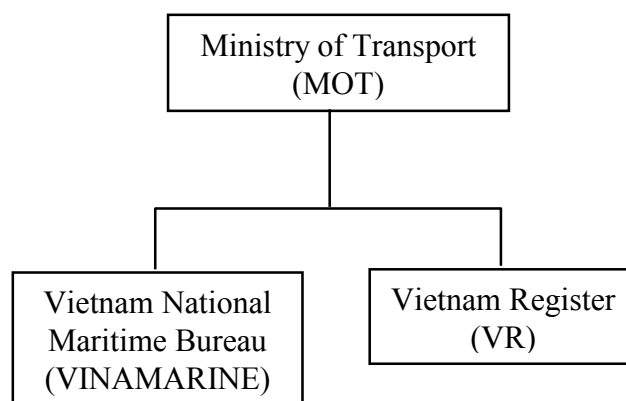 Ministry of Transport
(MOT)
Vietnam National
Maritime Bureau
(VINAMARINE)
Vietnam Register
(VR)